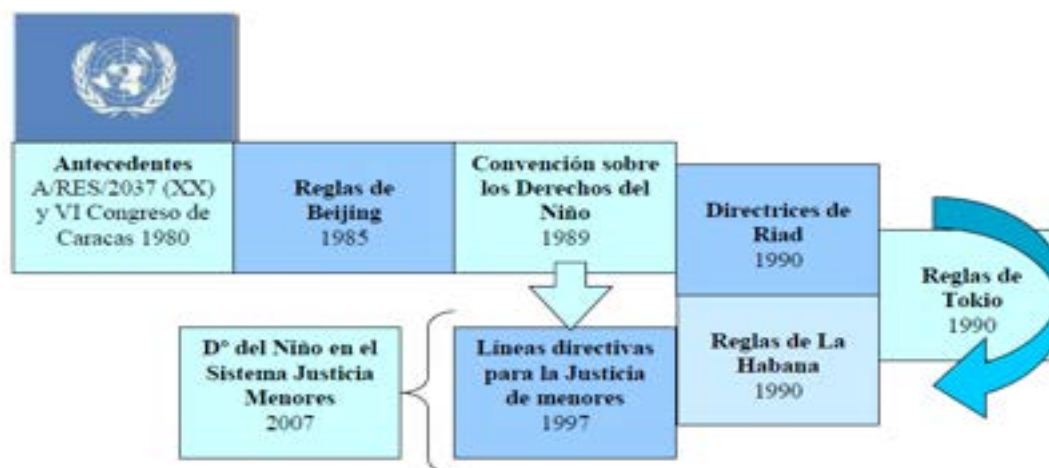 Antecedentes
A/RES/2037 (XX)
y VI Congreso de
Caracas 1980
Reglas de
Beijing
1985
Convención sobre
los Derechos del
Niño
1989
Directrices de
Riad
1990
Reglas de La
Habana
1990
Reglas de
Tokio
1990
Dº del Niño en el
Sistema Justicia
Menores
2007
Líneas directivas
para la Justicia
de menores
1997